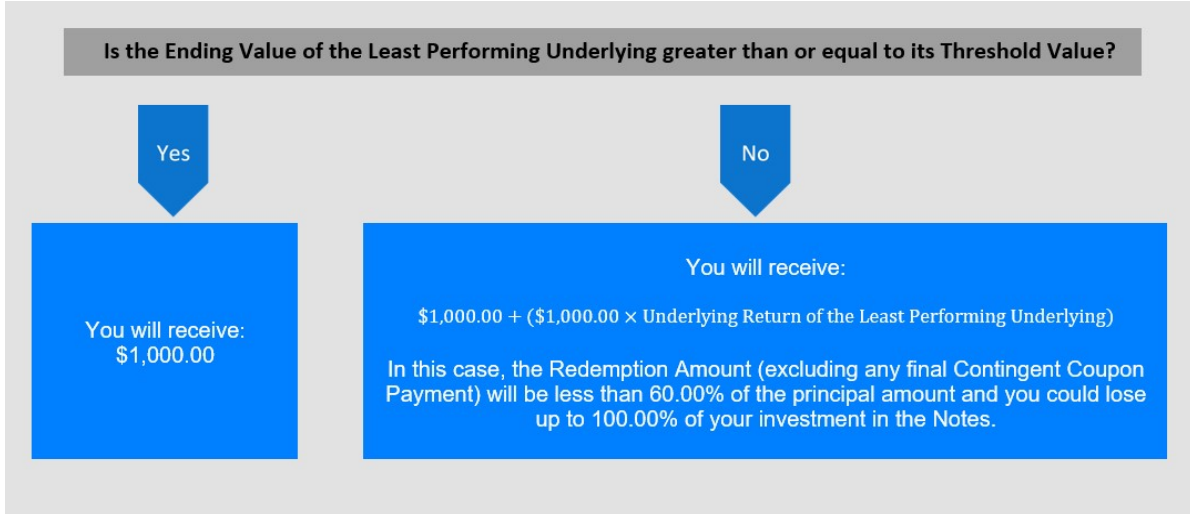 Is the Ending Value of the Least Performing Underlying greater than or equal to its Threshold Value?
Yes
No
You will receive:
$1,000.00
You will receive:
$1,000.00 + ($1,000.00 × Underlying Return of the Least Performing Underlying)
In this case, the Redemption Amount (excluding any final Contingent Coupon
Payment) will be less than 60.00% of the principal amount and you could lose
up to 100.00% of your investment in the Notes.